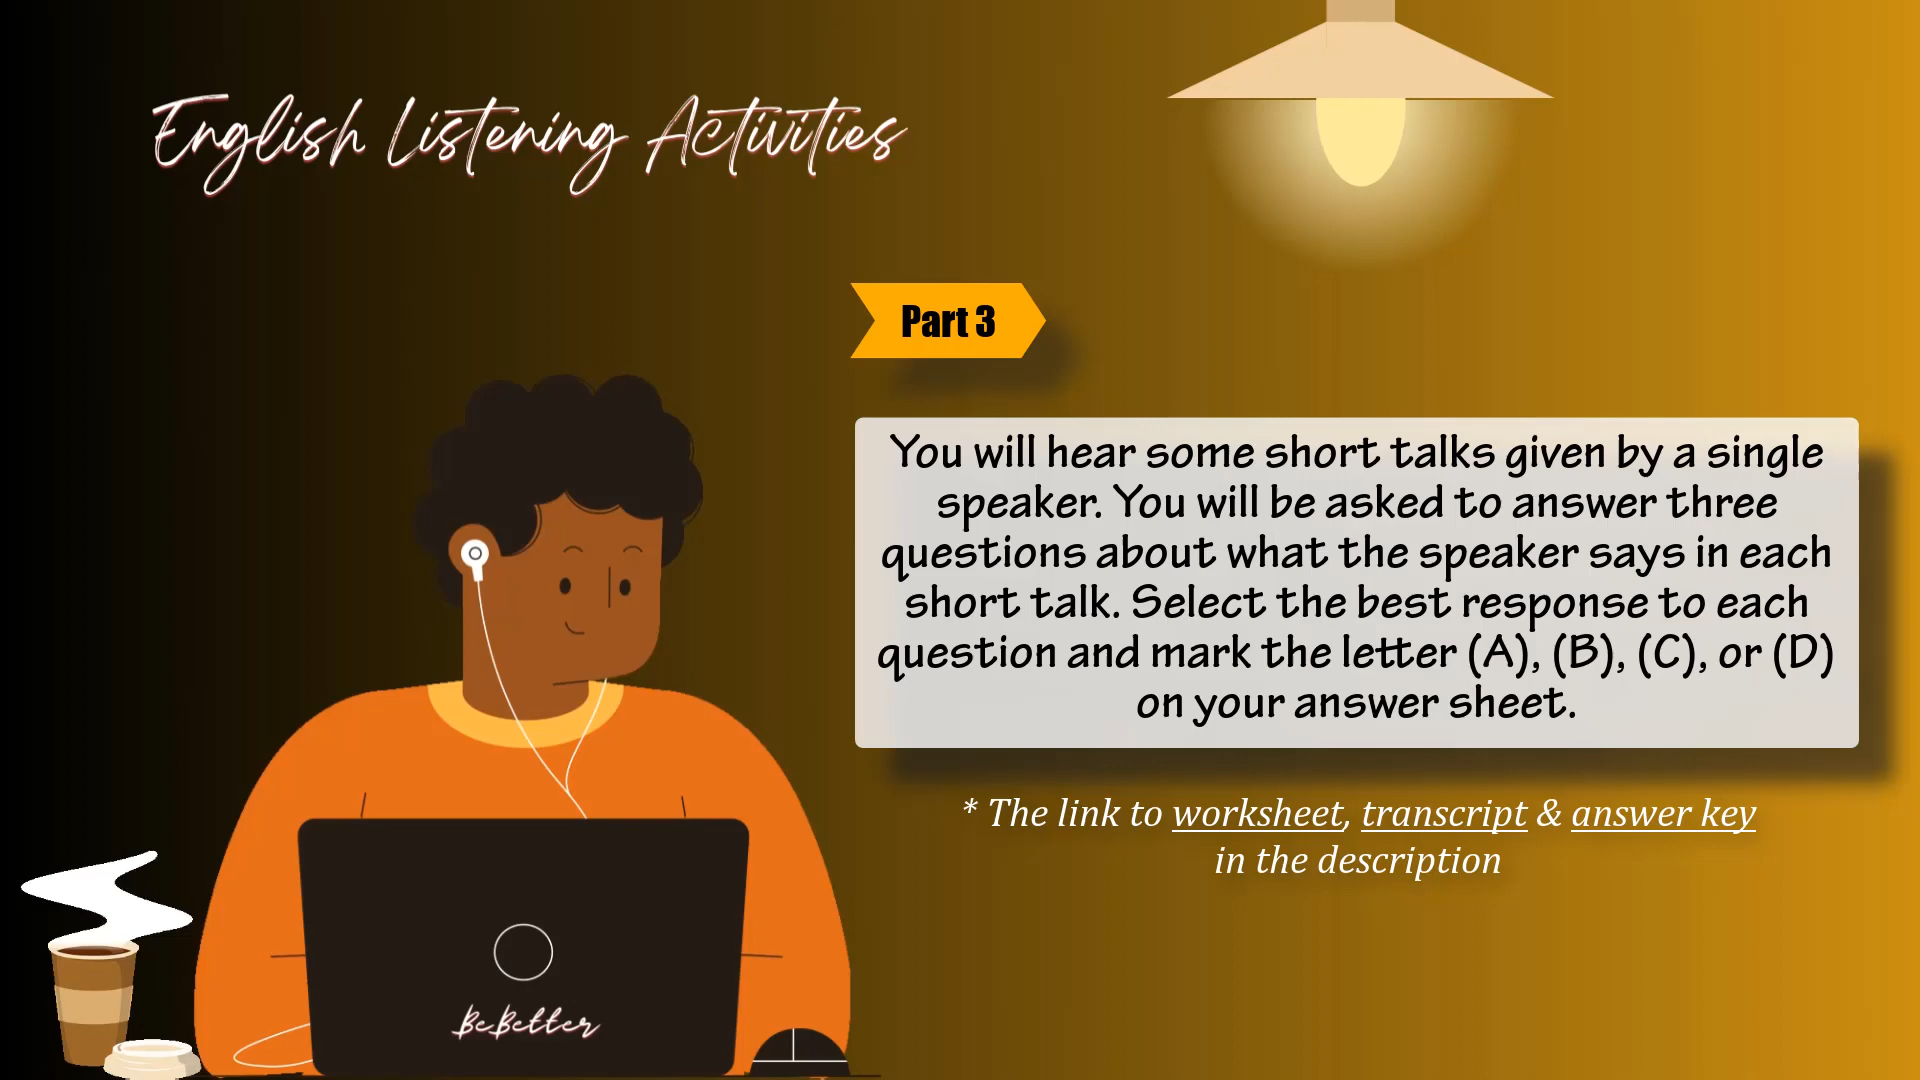 English Listening Activities
Part 3
You will hear some short talks given by a single
speaker. You will be asked to answer three
questions about what the speaker says in each
short talk. Select the best response to each
question and mark the letter (A), (B), (C), or (D)
on your answer sheet.
* The link to worksheet, transcript & answer key
in the description
BeBetter